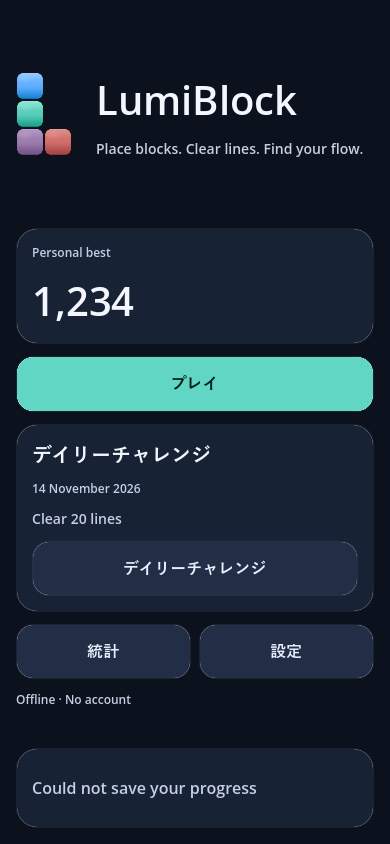 LumiBlock
Place blocks. Clear lines. Find your flow.
Personal best
1,234
プレイ
デイリーチャレンジ
14 November 2026
Clear 20 lines
デイリーチャレンジ
統計
設定
Offline · No account
Could not save your progress